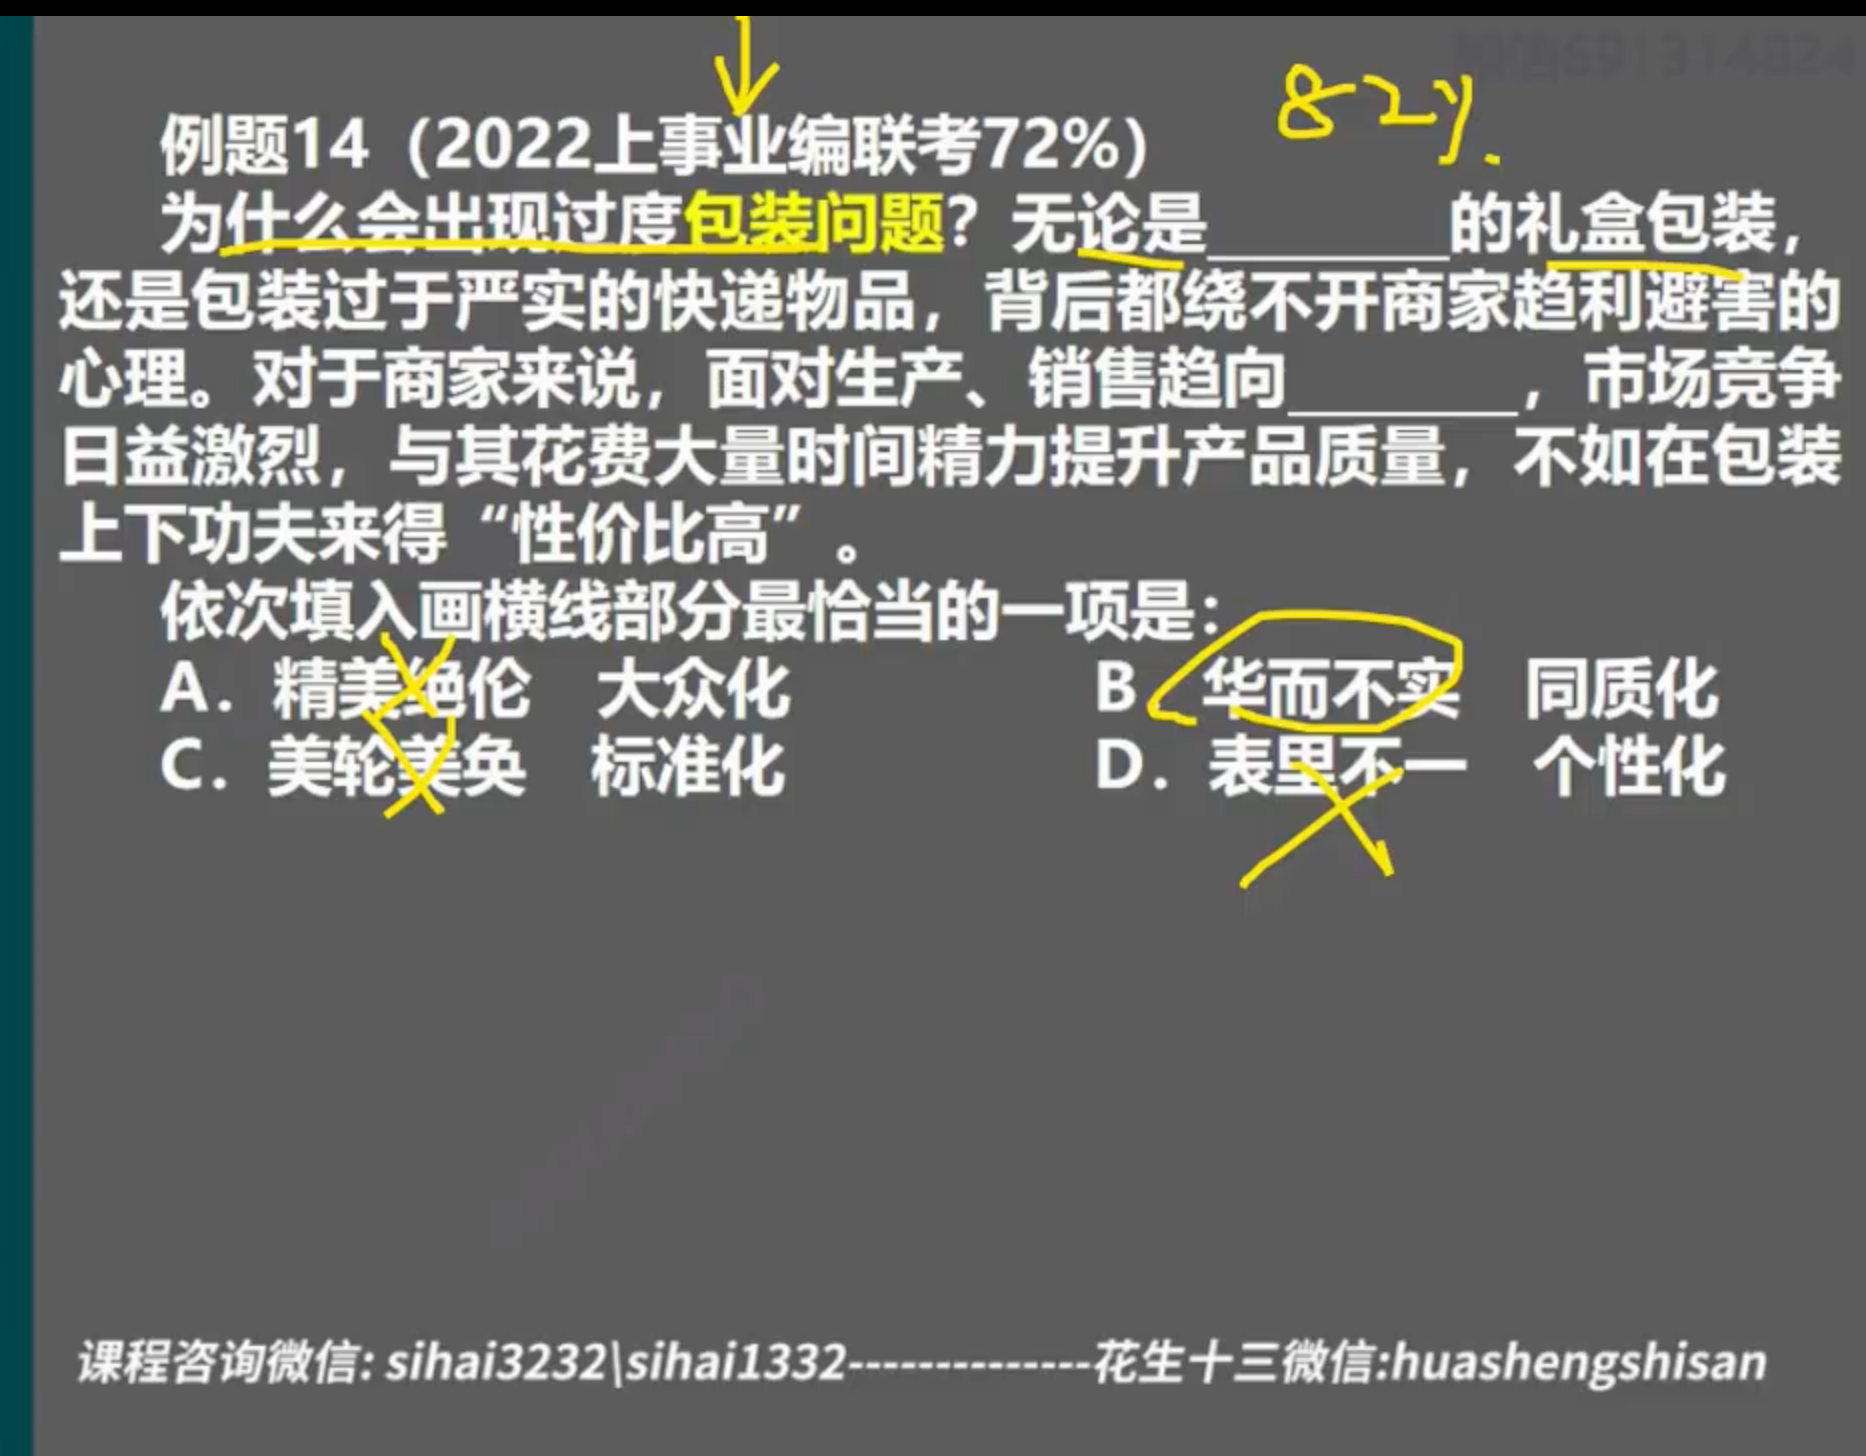 82%.
例题14（2022上事业编联考72%）
为什么会出现过度包装问题？无论是________的礼盒包装，
还是包装过于严实的快递物品，背后都绕不开商家趋利避害的
心理。对于商家来说，面对生产、销售趋向________，市场竞争
日益激烈，与其花费大量时间精力提升产品质量，不如在包装
上下功夫来得“性价比高”。
依次填入画横线部分最恰当的一项是：
A．精美绝伦 大众化 B．华而不实 同质化
C．美轮美奂 标准化 D．表里不一 个性化
课程咨询微信: sihai3232\sihai1332--------------花生十三微信:huashengshisan